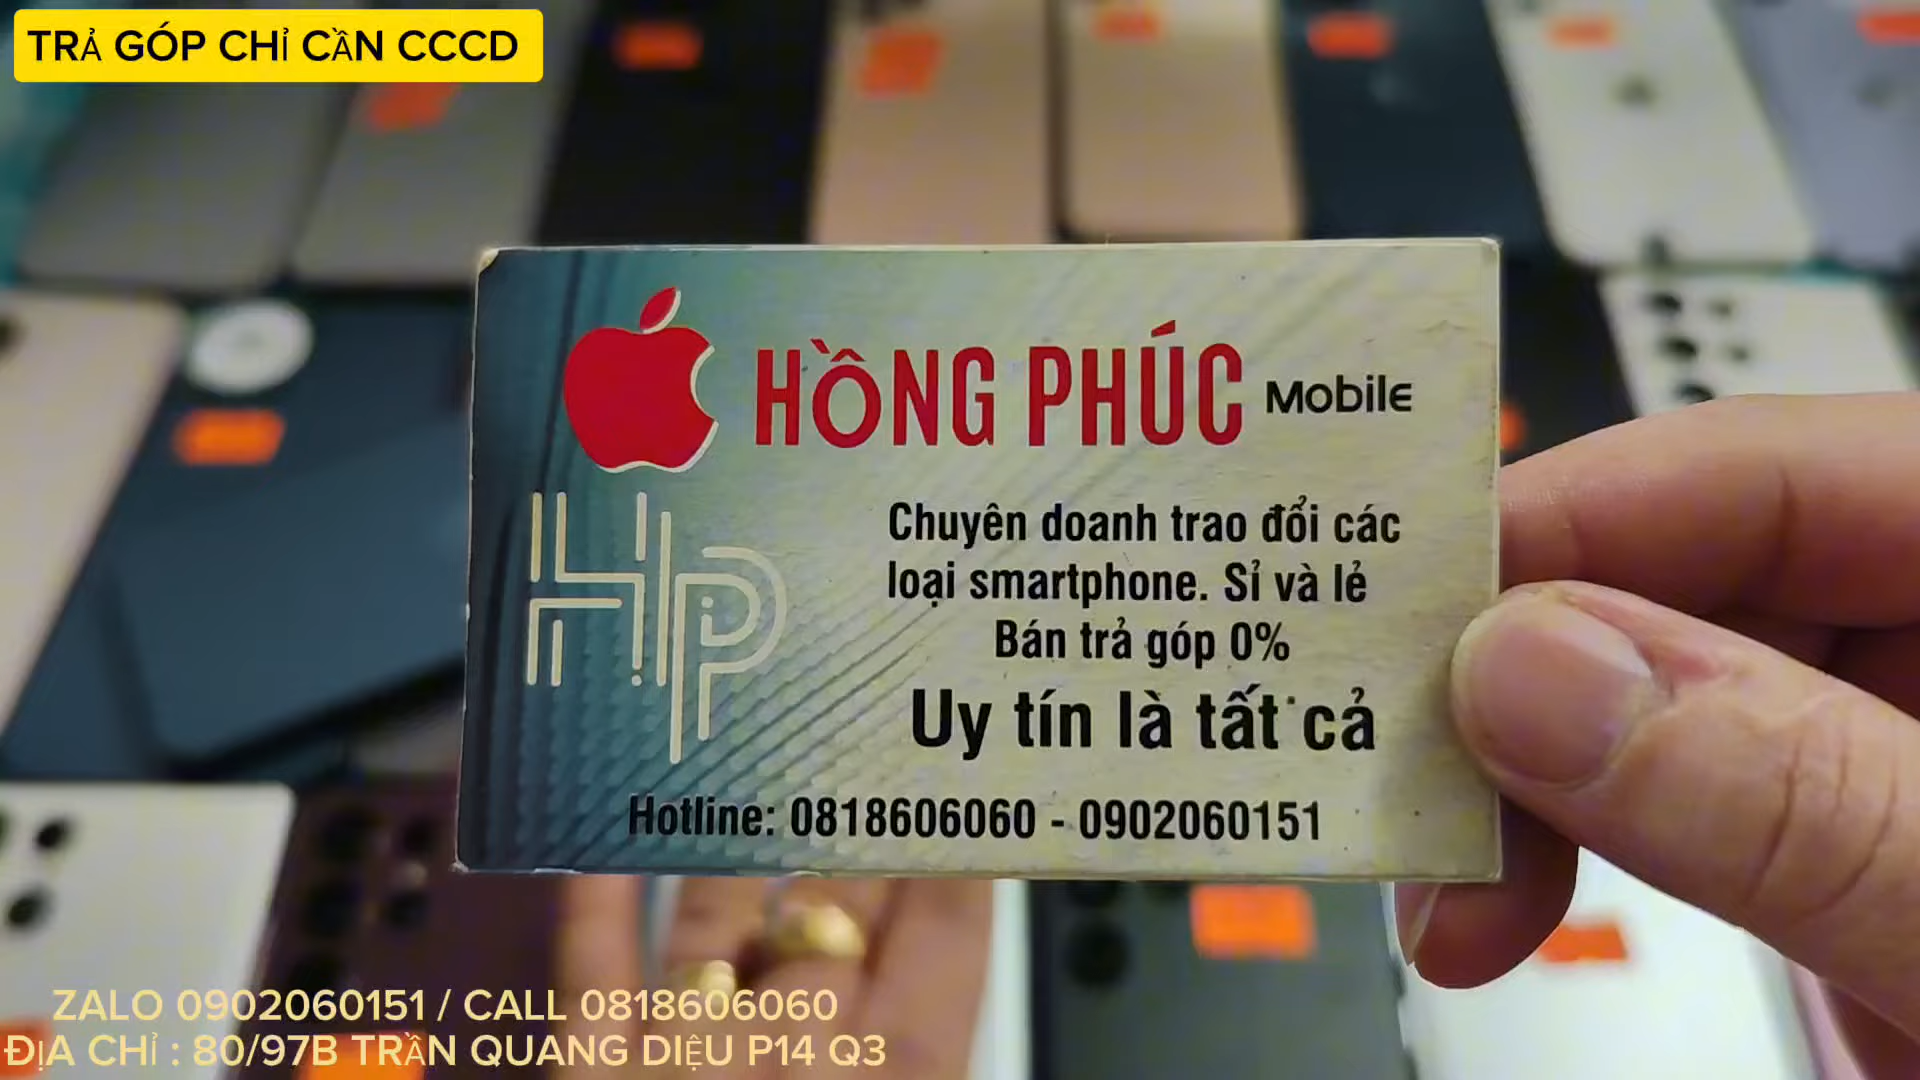 TRẢ GÓP CHỈ CẦN CCCD
HỒNG PHÚC Mobile
HP
Chuyên doanh trao đổi các
loại smartphone. Sỉ và lẻ
Bán trả góp 0%
Uy tín là tất cả
Hotline: 0818606060 - 0902060151
ZALO 0902060151 / CALL 0818606060
ĐỊA CHỈ : 80/97B TRẦN QUANG DIỆU P14 Q3